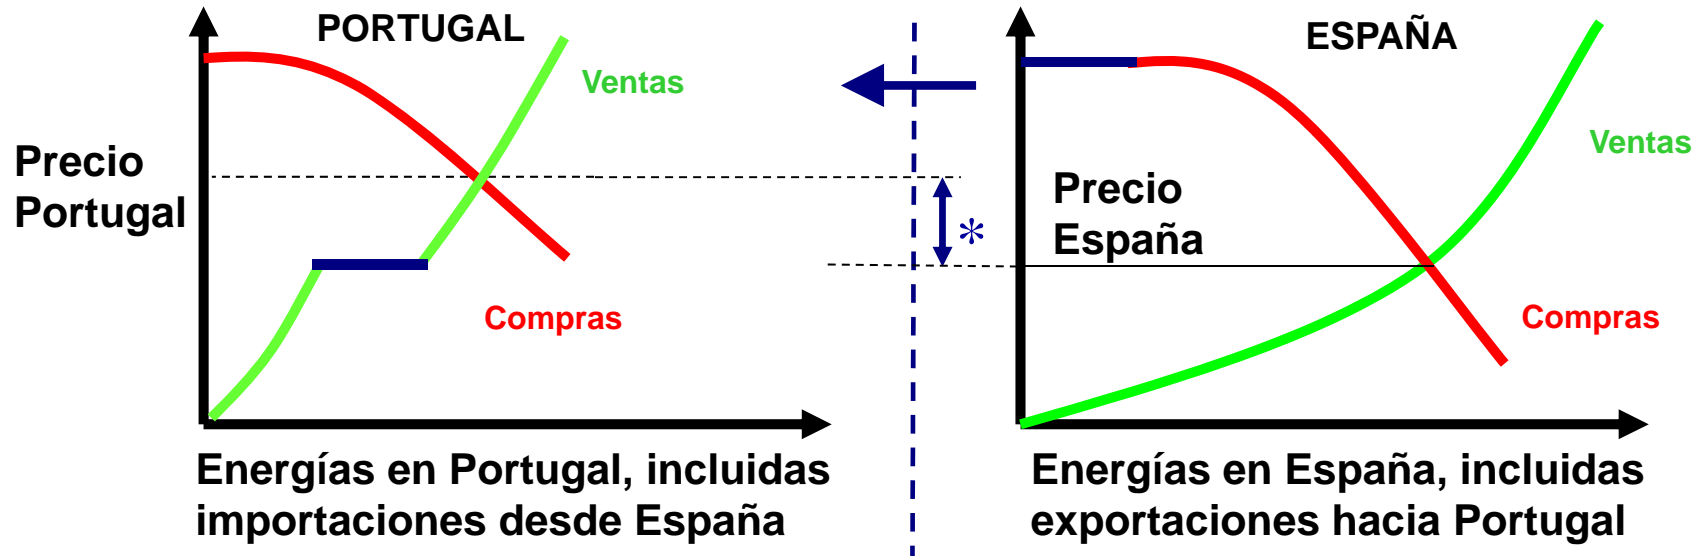 PORTUGAL
Ventas
Precio
Portugal
Compras
Energías en Portugal, incluidas
importaciones desde España
*
ESPAÑA
Ventas
Precio
España
Compras
Energías en España, incluidas
exportaciones hacia Portugal